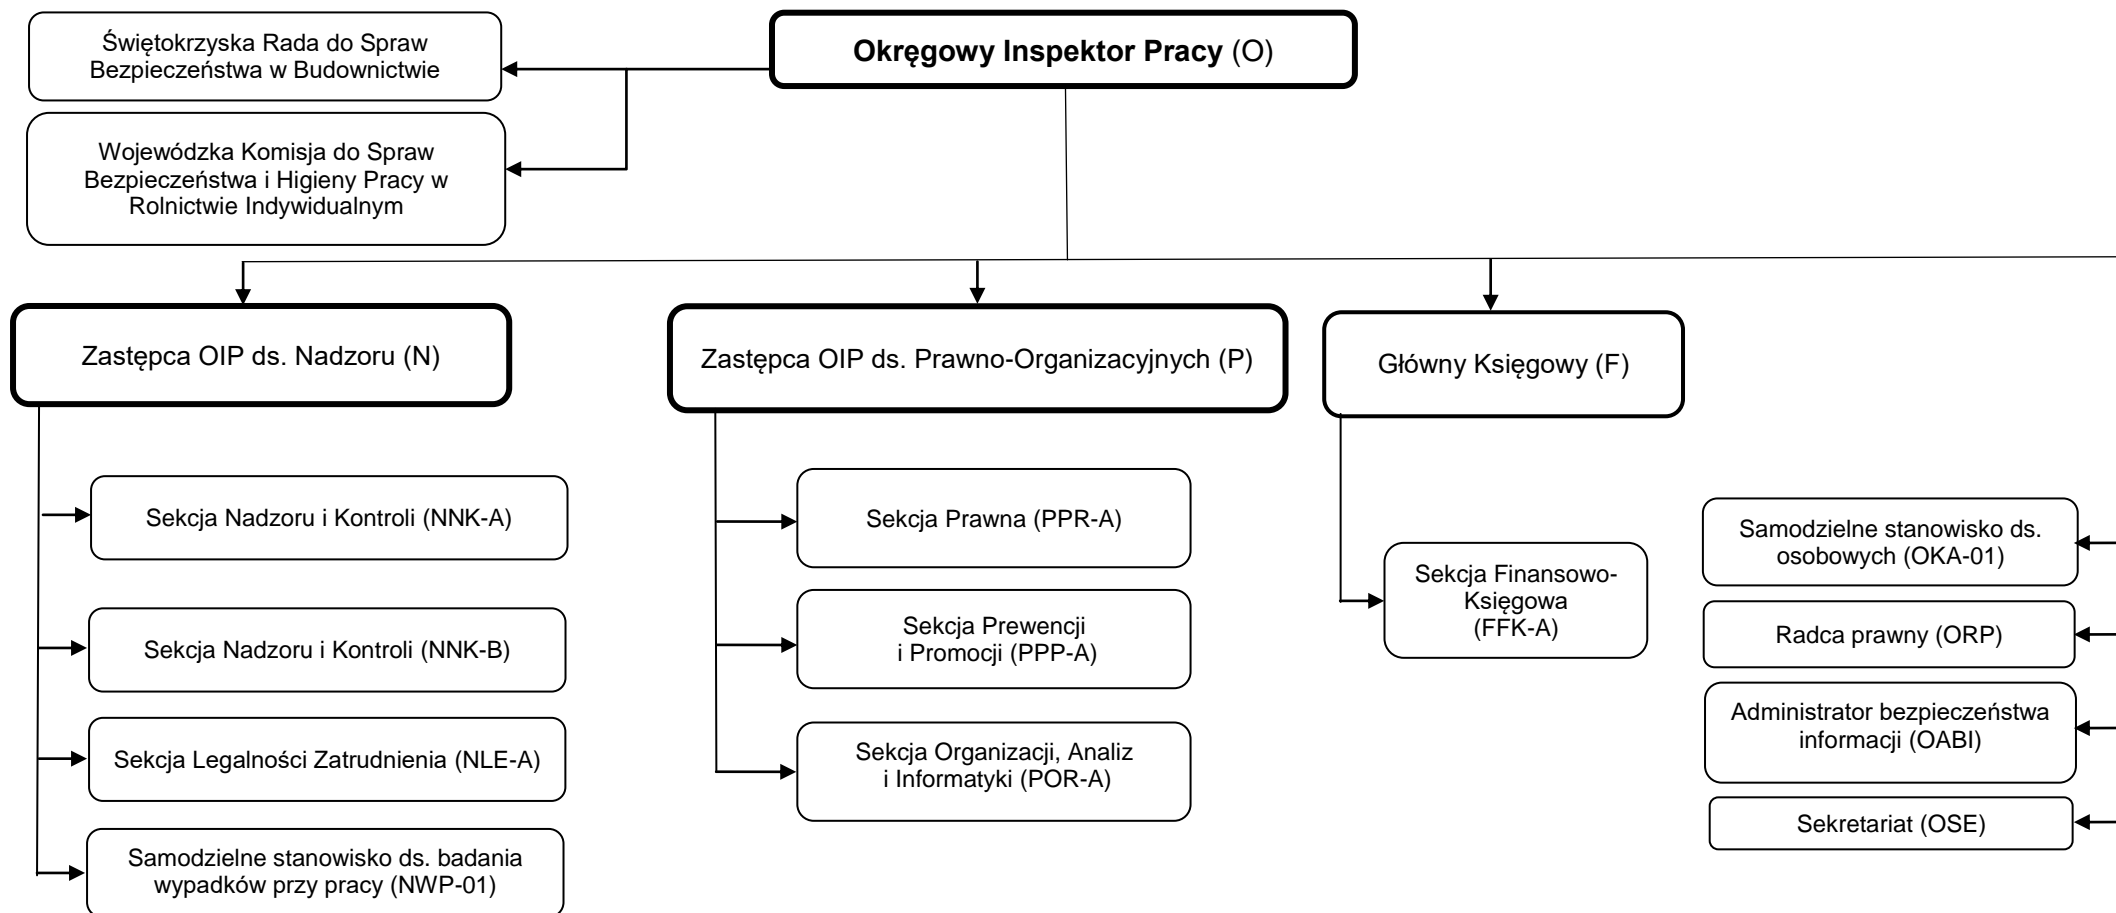 Świętokrzyska Rada do Spraw
Bezpieczeństwa w Budownictwie
Okręgowy Inspektor Pracy (O)
Wojewódzka Komisja do Spraw
Bezpieczeństwa i Higieny Pracy w
Rolnictwie Indywidualnym
Zastępca OIP ds. Nadzoru (N)
Zastępca OIP ds. Prawno-Organizacyjnych (P)
Główny Księgowy (F)
Sekcja Nadzoru i Kontroli (NNK-A)
Sekcja Nadzoru i Kontroli (NNK-B)
Sekcja Legalności Zatrudnienia (NLE-A)
Samodzielne stanowisko ds. badania
wypadków przy pracy (NWP-01)
Sekcja Prawna (PPR-A)
Sekcja Prewencji
i Promocji (PPP-A)
Sekcja Organizacji, Analiz
i Informatyki (POR-A)
Sekcja Finansowo-
Księgowa
(FFK-A)
Samodzielne stanowisko ds.
osobowych (OKA-01)
Radca prawny (ORP)
Administrator bezpieczeństwa
informacji (OABI)
Sekretariat (OSE)